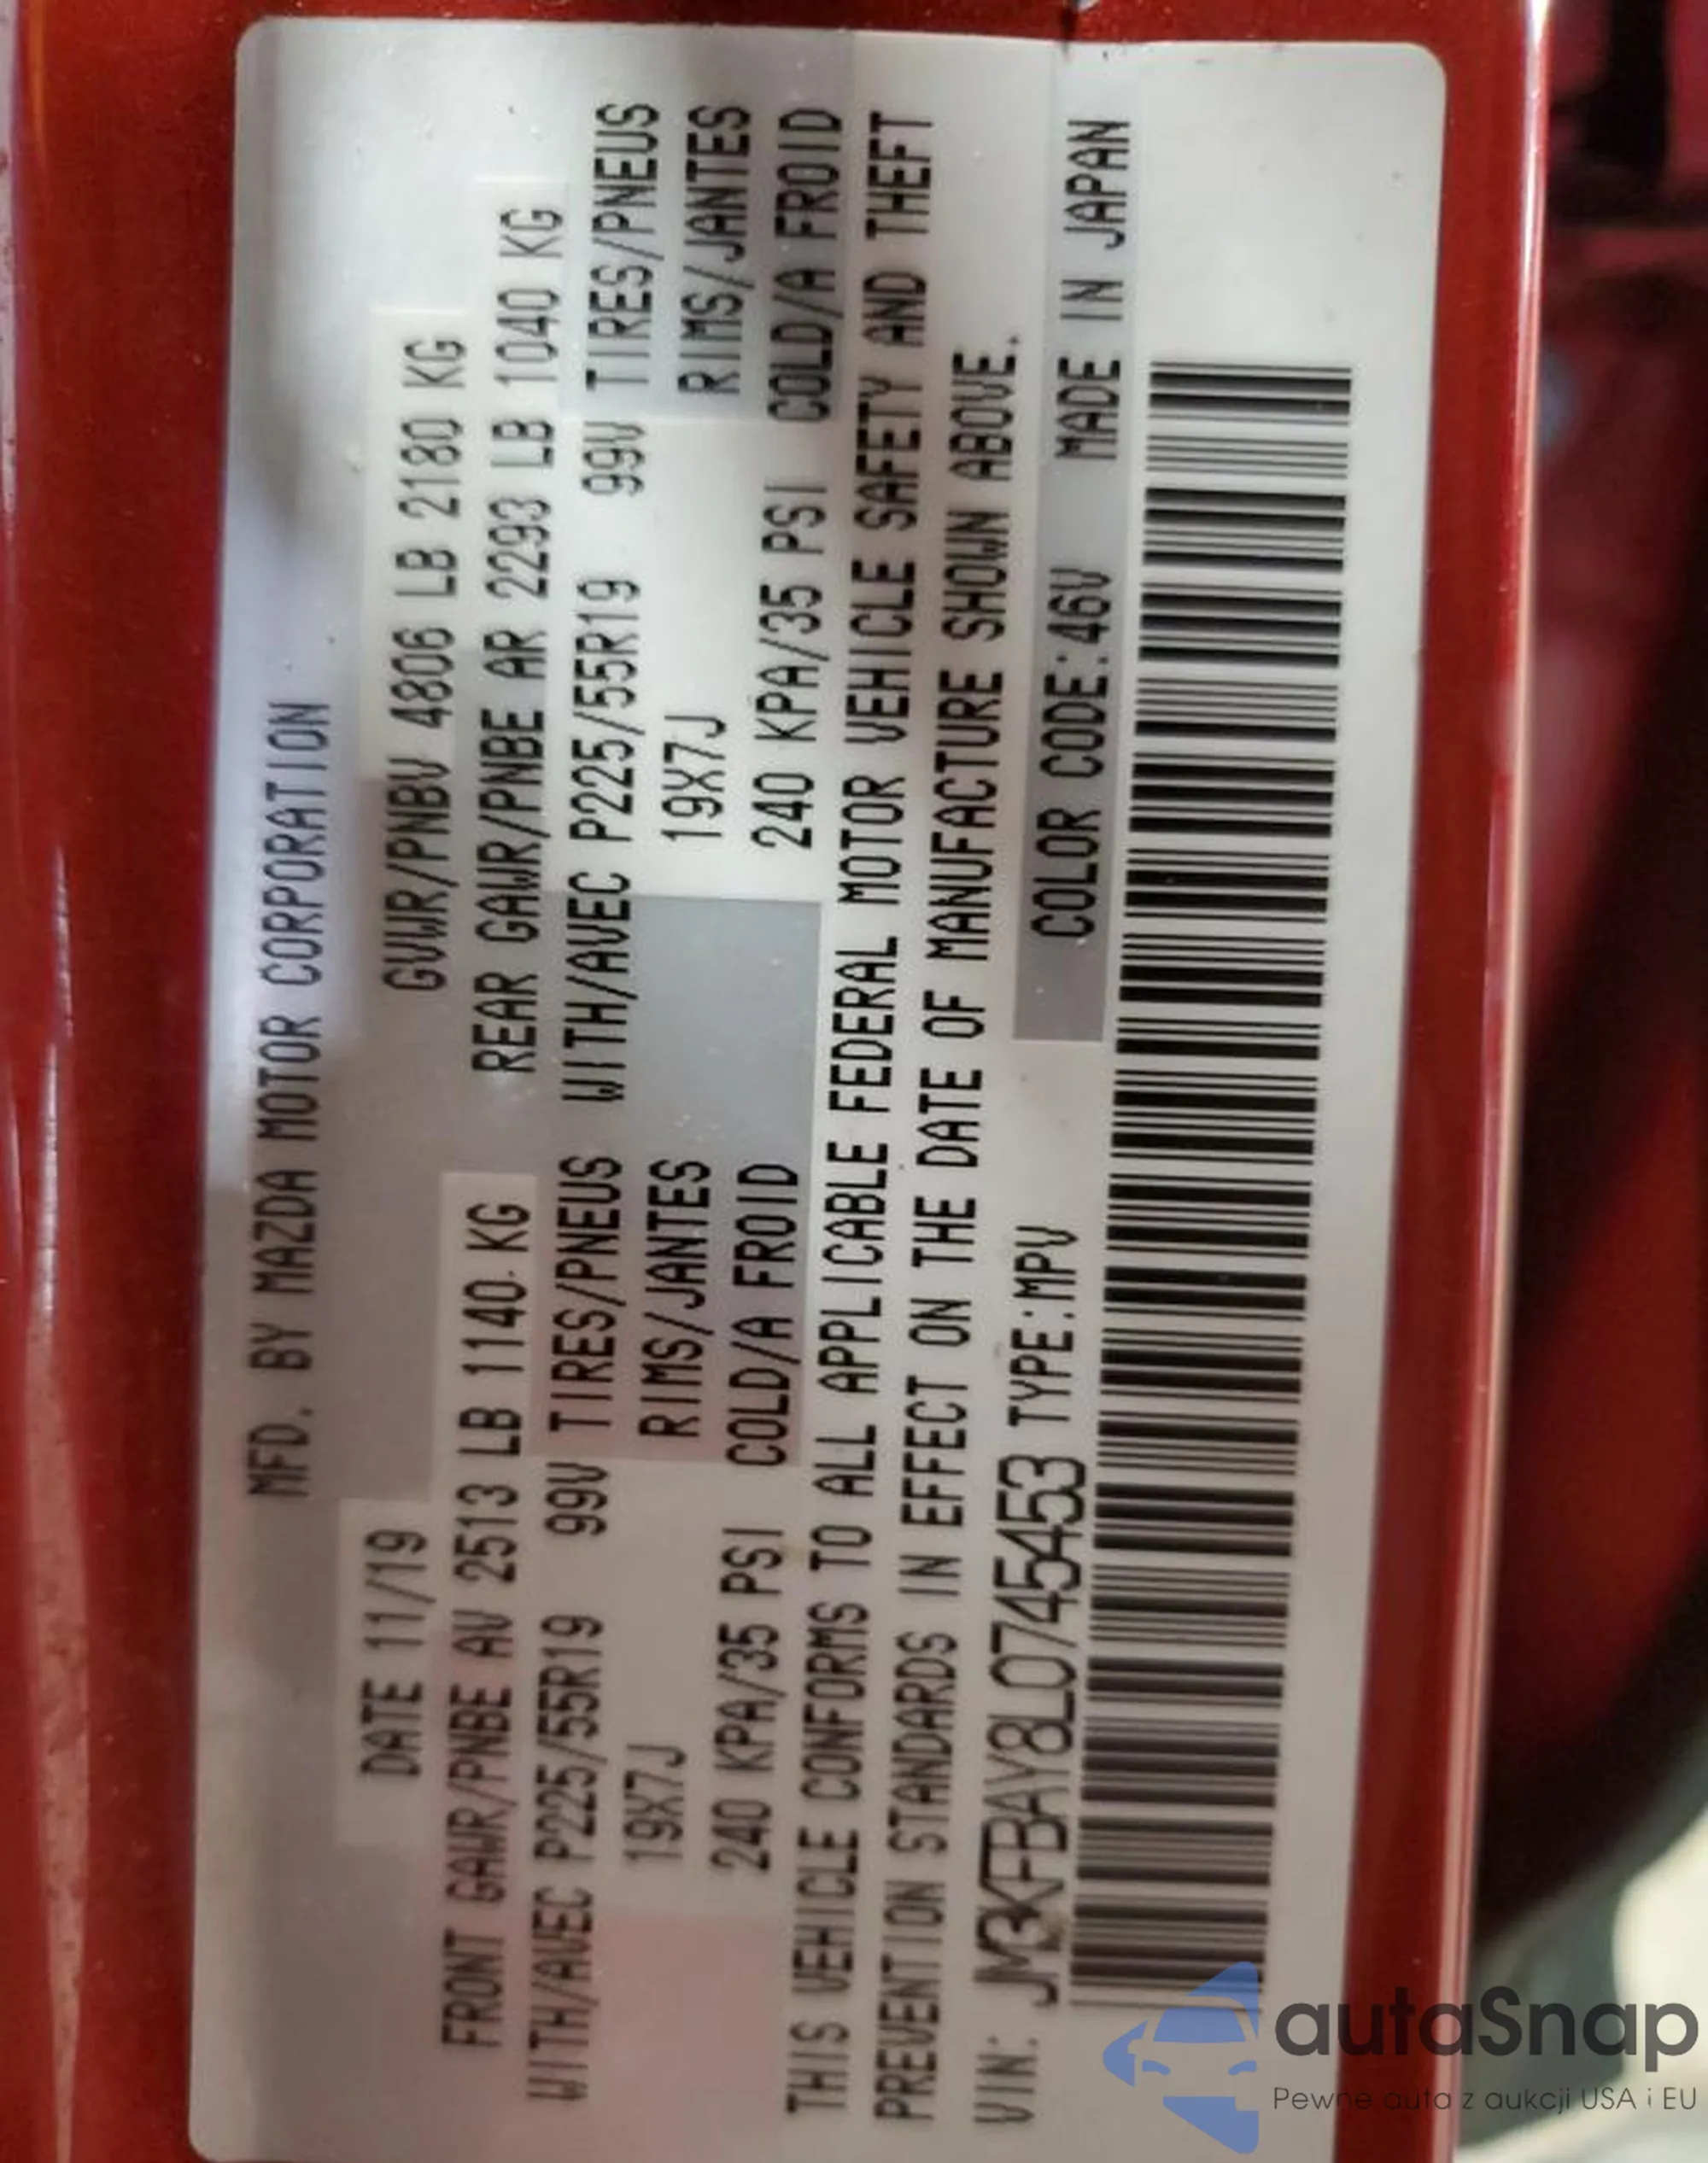 MFD. BY MAZDA MOTOR CORPORATION
DATE 11/19 GVWR/PNBV 4806 LB 2180 KG
FRONT GAWR/PNBE AV 2513 LB 1140 KG REAR GAWR/PNBE AR 2293 LB 1040 KG
WITH/AVEC P225/55R19 99V TIRES/PNEUS WITH/AVEC P225/55R19 99V TIRES/PNEUS
19X7J RIMS/JANTES 19X7J RIMS/JANTES
240 KPA/35 PSI COLD/A FROID 240 KPA/35 PSI COLD/A FROID
THIS VEHICLE CONFORMS TO ALL APPLICABLE FEDERAL MOTOR VEHICLE SAFETY AND THEFT
PREVENTION STANDARDS IN EFFECT ON THE DATE OF MANUFACTURE SHOWN ABOVE.
VIN: JM3KFBAY8L0745453 TYPE:MPV COLOR CODE:46V MADE IN JAPAN
autaSnap
Pewne auta z aukcji USA i EU